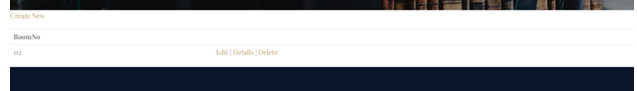 Create New
RoomNo
112 Edit | Details | Delete